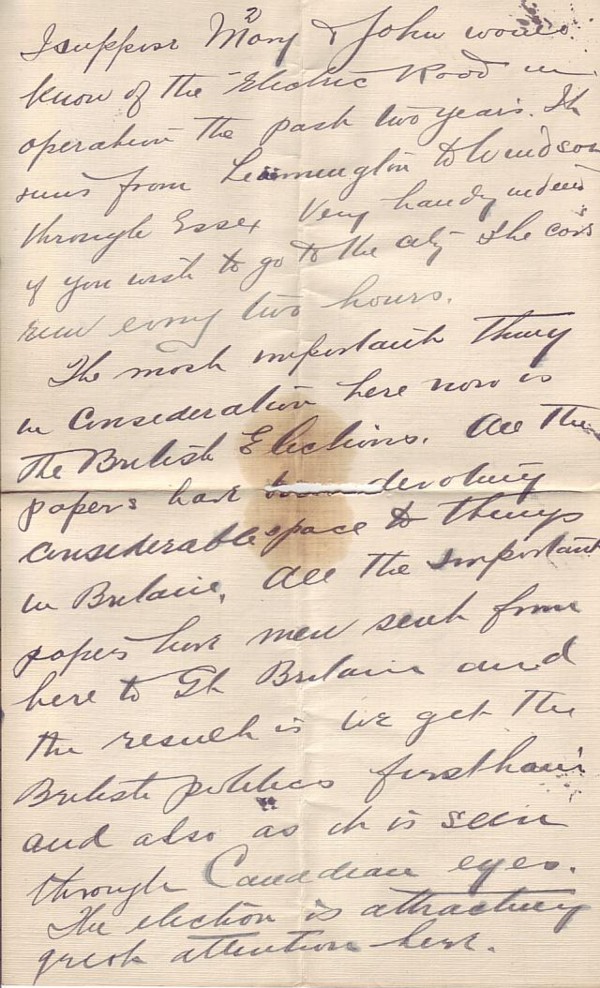 2
I suppose Mary & John would
know of the Electric Road in
operation the past two years. It
runs from Leamington to Windsor
through Essex Very handy indeed
if you wish to go to the city The cars
run every two hours.
The most important thing
in consideration here now is
the British Elections. All the
papers have been devoting
considerable space to things
in Britain. All the important
papers have men sent from
here to Gt Britain and
the result is we get the
British politics firsthand
and also as it is seen
through Canadian eyes.
The election is attracting
great attention here.